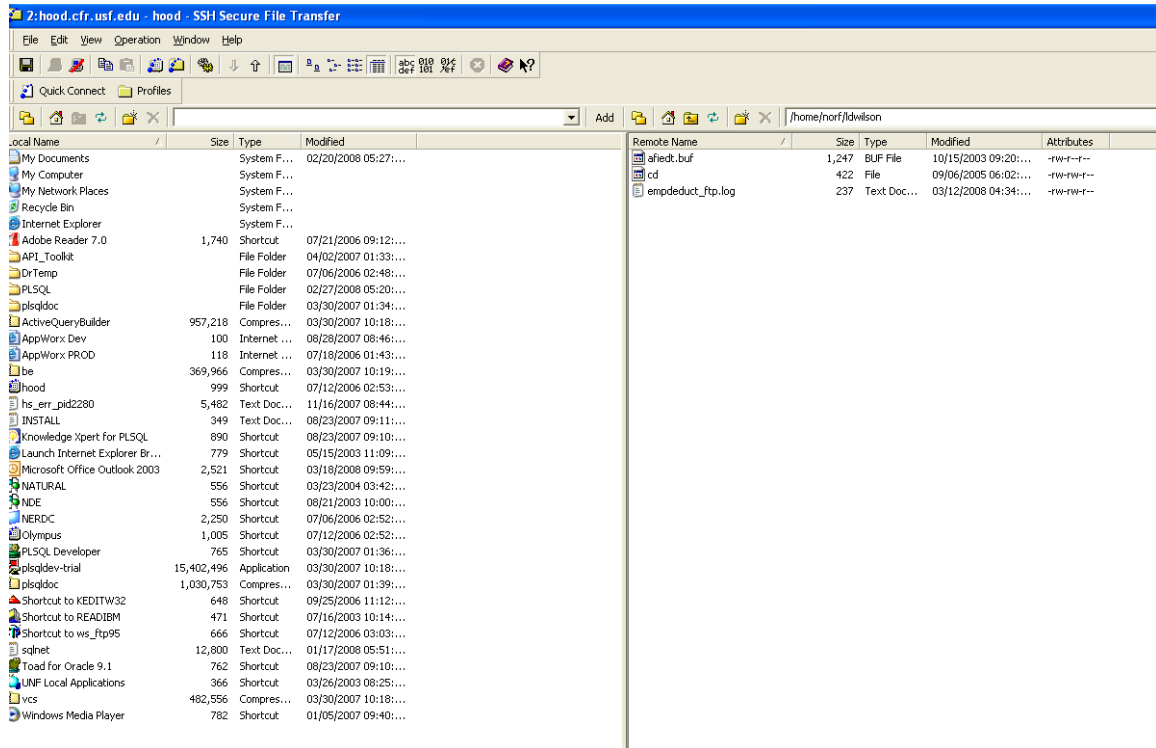 2:hood.cfr.usf.edu - hood - SSH Secure File Transfer
File Edit View Operation Window Help
abc def 010 101
Quick Connect Profiles
Add /home/norf/ldwilson
Local Name / Size Type Modified
My Documents System F... 02/20/2008 05:27:...
My Computer System F...
My Network Places System F...
Recycle Bin System F...
Internet Explorer System F...
Adobe Reader 7.0 1,740 Shortcut 07/21/2006 09:12:...
API_Toolkit File Folder 04/02/2007 01:33:...
DrTemp File Folder 07/06/2006 02:48:...
PLSQL File Folder 02/27/2008 05:20:...
plsqldoc File Folder 03/30/2007 01:34:...
ActiveQueryBuilder 957,218 Compres... 03/30/2007 10:18:...
AppWorx Dev 100 Internet ... 08/28/2007 08:46:...
AppWorx PROD 118 Internet ... 07/18/2006 01:43:...
be 369,966 Compres... 03/30/2007 10:19:...
hood 999 Shortcut 07/12/2006 02:53:...
hs_err_pid2280 5,482 Text Doc... 11/16/2007 08:44:...
INSTALL 349 Text Doc... 08/23/2007 09:11:...
Knowledge Xpert for PLSQL 890 Shortcut 08/23/2007 09:10:...
Launch Internet Explorer Br... 779 Shortcut 05/15/2003 11:09:...
Microsoft Office Outlook 2003 2,521 Shortcut 03/18/2008 09:59:...
NATURAL 556 Shortcut 03/23/2004 03:42:...
NDE 556 Shortcut 08/21/2003 10:00:...
NERDC 2,250 Shortcut 07/06/2006 02:52:...
Olympus 1,005 Shortcut 07/12/2006 02:52:...
PLSQL Developer 765 Shortcut 03/30/2007 01:36:...
plsqldev-trial 15,402,496 Application 03/30/2007 10:18:...
plsqldoc 1,030,753 Compres... 03/30/2007 01:39:...
Shortcut to KEDITW32 648 Shortcut 09/25/2006 11:12:...
Shortcut to READIBM 471 Shortcut 07/16/2003 10:14:...
Shortcut to ws_ftp95 666 Shortcut 07/12/2006 03:03:...
sqlnet 12,800 Text Doc... 01/17/2008 05:51:...
Toad for Oracle 9.1 762 Shortcut 08/23/2007 09:10:...
UNF Local Applications 366 Shortcut 03/26/2003 08:25:...
vcs 482,556 Compres... 03/30/2007 10:18:...
Windows Media Player 782 Shortcut 01/05/2007 09:40:...
Remote Name / Size Type Modified Attributes
afiedt.buf 1,247 BUF File 10/15/2003 09:20:... -rw-r--r--
cd 422 File 09/06/2005 06:02:... -rw-rw-r--
empdeduct_ftp.log 237 Text Doc... 03/12/2008 04:34:... -rw-rw-r--